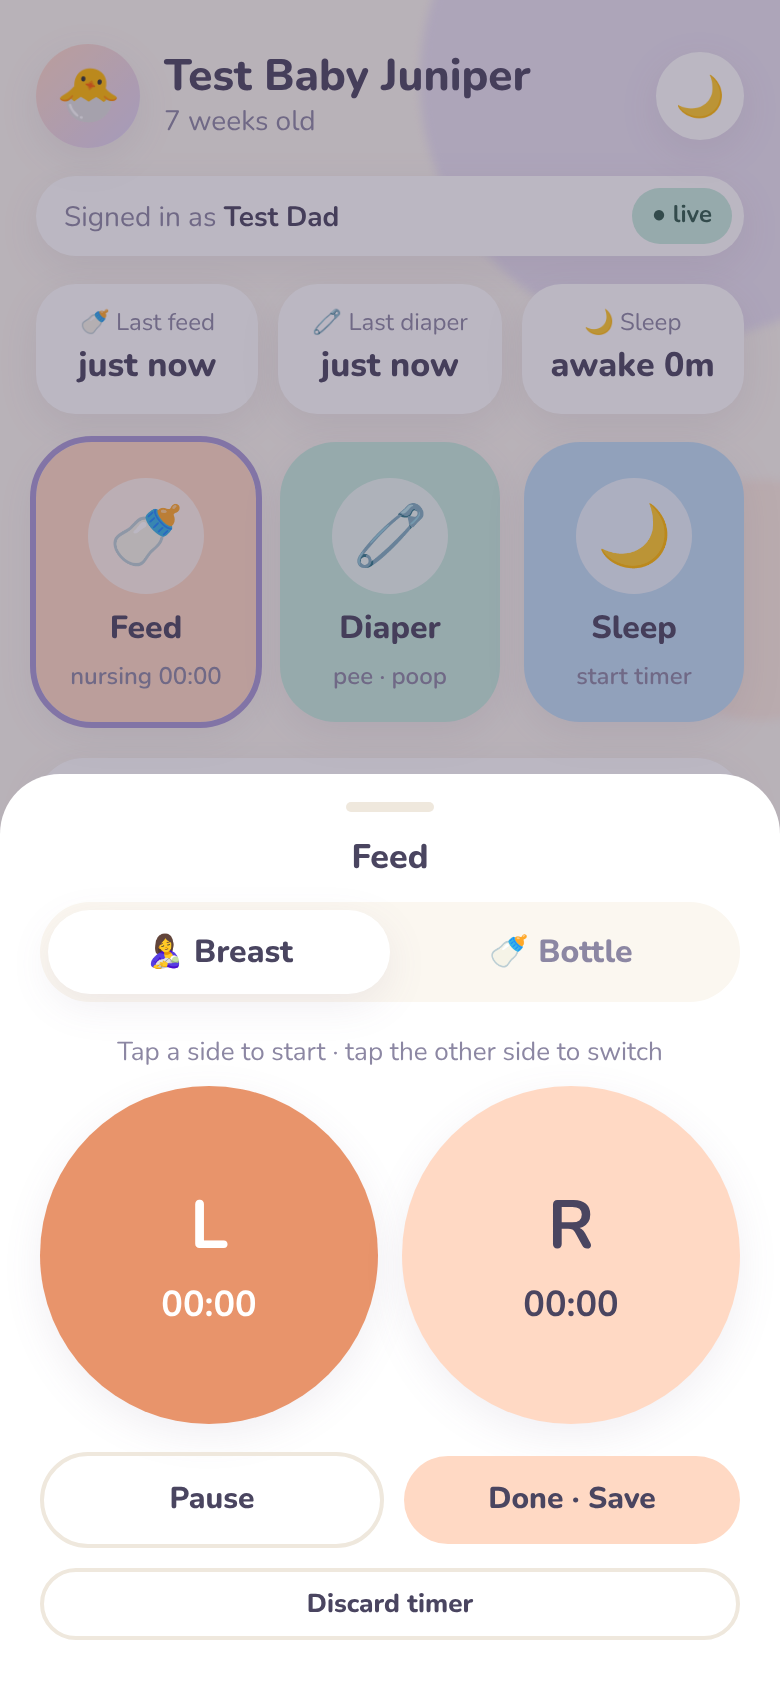 Test Baby Juniper
7 weeks old
Signed in as Test Dad
● live
Last feed
just now
Last diaper
just now
Sleep
awake 0m
Feed
nursing 00:00
Diaper
pee · poop
Sleep
start timer
Feed
Breast
Bottle
Tap a side to start · tap the other side to switch
L
00:00
R
00:00
Pause
Done · Save
Discard timer